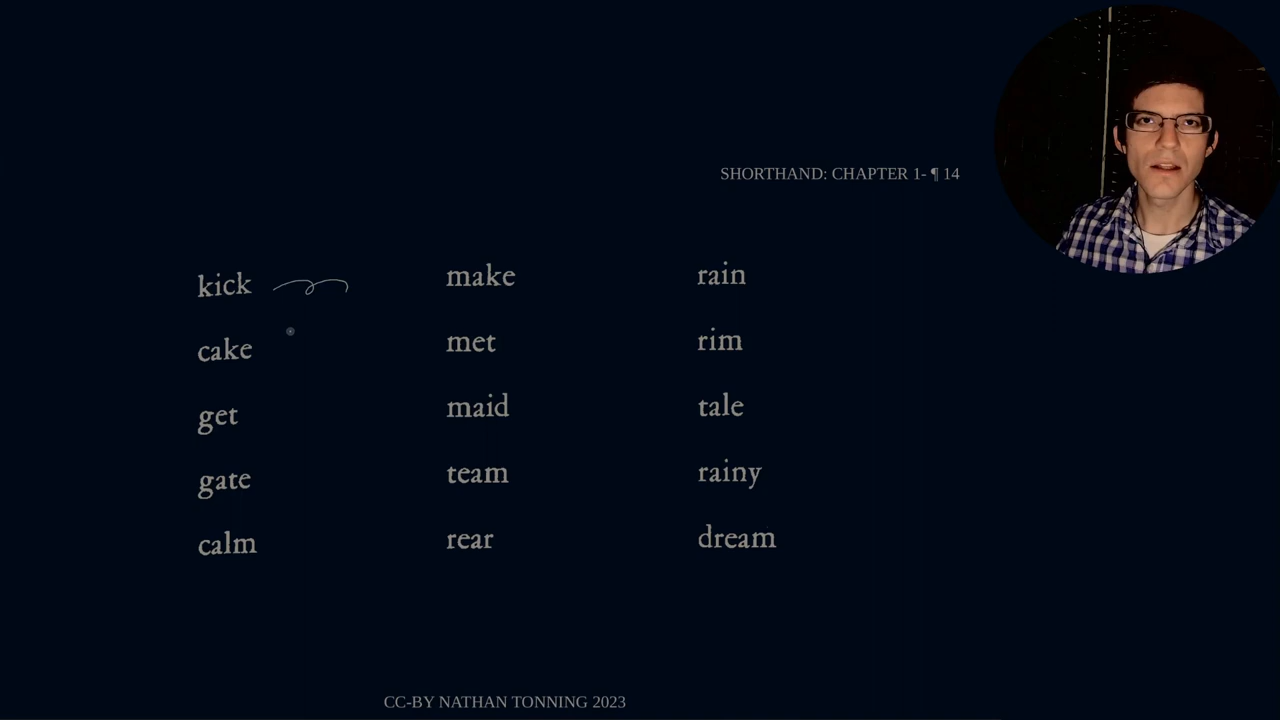 SHORTHAND: CHAPTER 1- ¶ 14
kick
cake
get
gate
calm
make
met
maid
team
rear
rain
rim
tale
rainy
dream
CC-BY NATHAN TONNING 2023